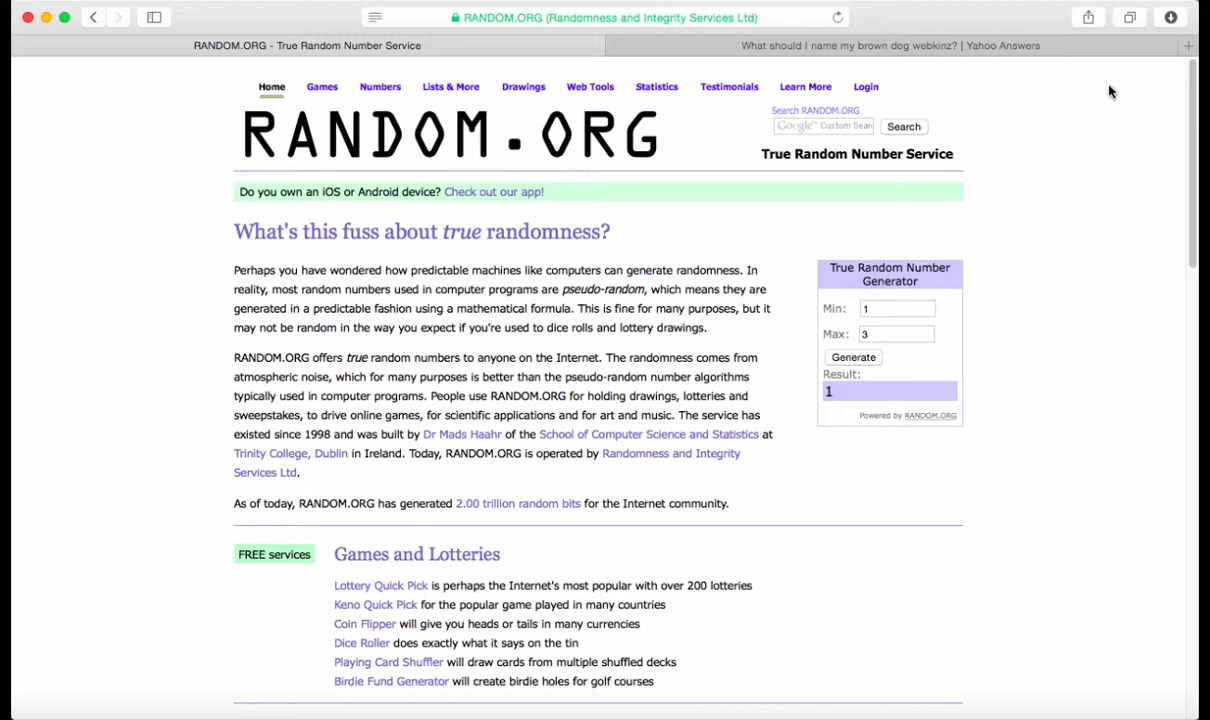 RANDOM.ORG (Randomness and Integrity Services Ltd)
RANDOM.ORG - True Random Number Service
What should I name my brown dog webkinz? | Yahoo Answers
Home Games Numbers Lists & More Drawings Web Tools Statistics Testimonials Learn More Login
RANDOM.ORG
Search RANDOM.ORG
Google™ Custom Sear
Search
True Random Number Service
Do you own an iOS or Android device? Check out our app!
What's this fuss about true randomness?
Perhaps you have wondered how predictable machines like computers can generate randomness. In
reality, most random numbers used in computer programs are pseudo-random, which means they are
generated in a predictable fashion using a mathematical formula. This is fine for many purposes, but it
may not be random in the way you expect if you're used to dice rolls and lottery drawings.
RANDOM.ORG offers true random numbers to anyone on the Internet. The randomness comes from
atmospheric noise, which for many purposes is better than the pseudo-random number algorithms
typically used in computer programs. People use RANDOM.ORG for holding drawings, lotteries and
sweepstakes, to drive online games, for scientific applications and for art and music. The service has
existed since 1998 and was built by Dr Mads Haahr of the School of Computer Science and Statistics at
Trinity College, Dublin in Ireland. Today, RANDOM.ORG is operated by Randomness and Integrity
Services Ltd.
As of today, RANDOM.ORG has generated 2.00 trillion random bits for the Internet community.
True Random Number
Generator
Min: 1
Max: 3
Generate
Result:
1
Powered by RANDOM.ORG
FREE services
Games and Lotteries
Lottery Quick Pick is perhaps the Internet's most popular with over 200 lotteries
Keno Quick Pick for the popular game played in many countries
Coin Flipper will give you heads or tails in many currencies
Dice Roller does exactly what it says on the tin
Playing Card Shuffler will draw cards from multiple shuffled decks
Birdie Fund Generator will create birdie holes for golf courses